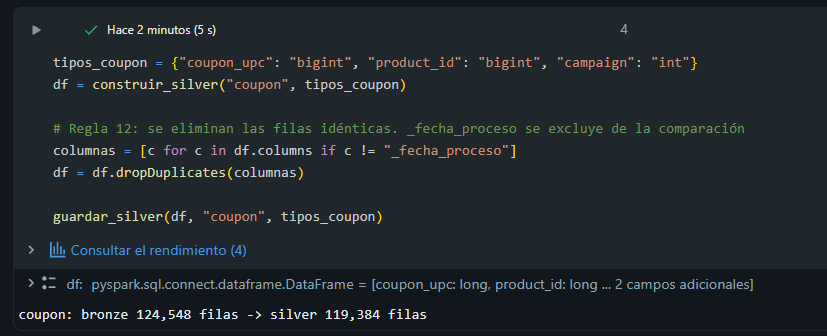 Hace 2 minutos (5 s)
4
tipos_coupon = {"coupon_upc": "bigint", "product_id": "bigint", "campaign": "int"}
df = construir_silver("coupon", tipos_coupon)
# Regla 12: se eliminan las filas idénticas. _fecha_proceso se excluye de la comparación
columnas = [c for c in df.columns if c != "_fecha_proceso"]
df = df.dropDuplicates(columnas)
guardar_silver(df, "coupon", tipos_coupon)
Consultar el rendimiento (4)
df: pyspark.sql.connect.dataframe.DataFrame = [coupon_upc: long, product_id: long ... 2 campos adicionales]
coupon: bronze 124,548 filas -> silver 119,384 filas